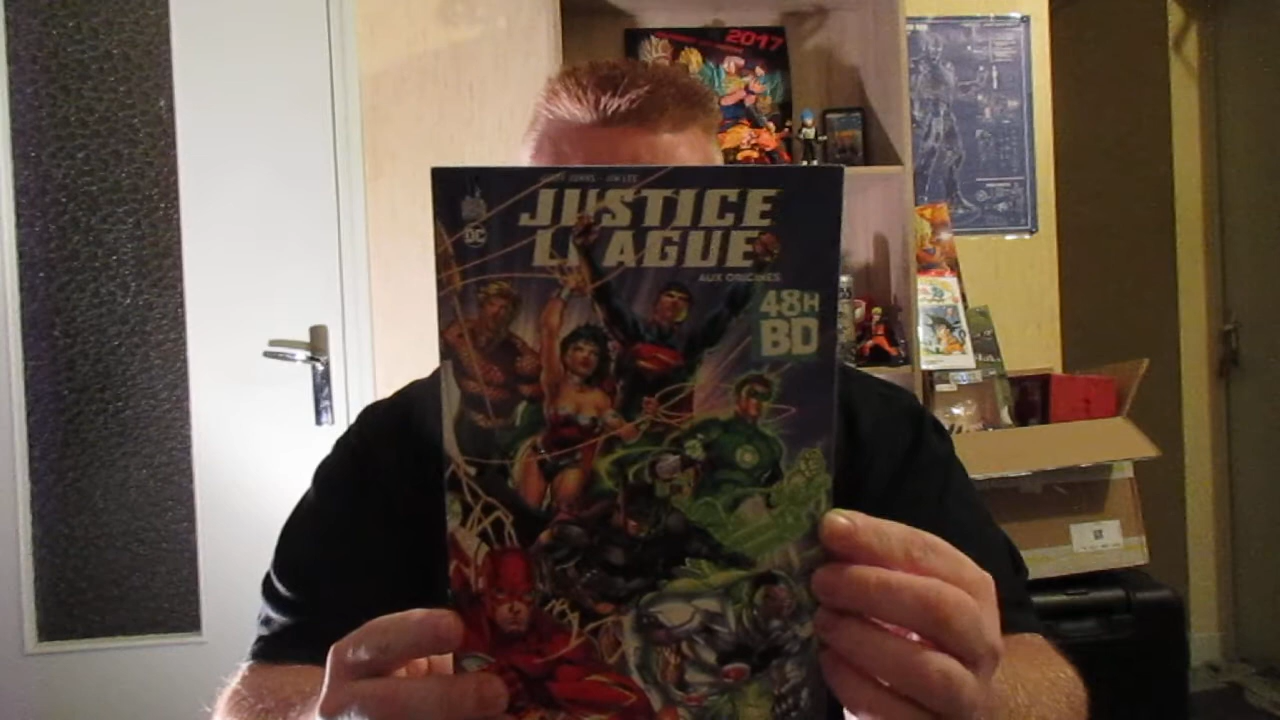 2017
GEOFF JOHNS - JIM LEE
JUSTICE
LEAGUE
DC
AUX ORIGINES
48H
BD